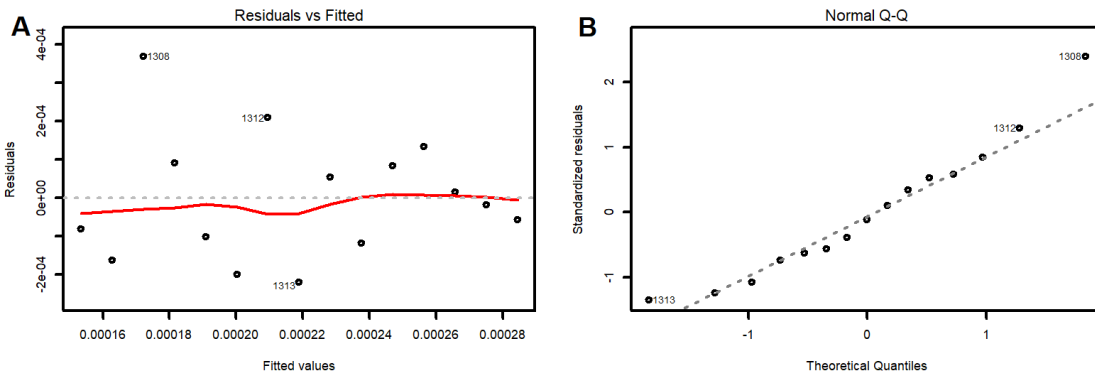 A
Residuals vs Fitted
Residuals
4e-04
2e-04
0e+00
-2e-04
1308
1312
1313
0.00016
0.00018
0.00020
0.00022
0.00024
0.00026
0.00028
Fitted values
B
Normal Q-Q
Standardized residuals
2
1
0
-1
1308
1312
1313
-1
0
1
Theoretical Quantiles